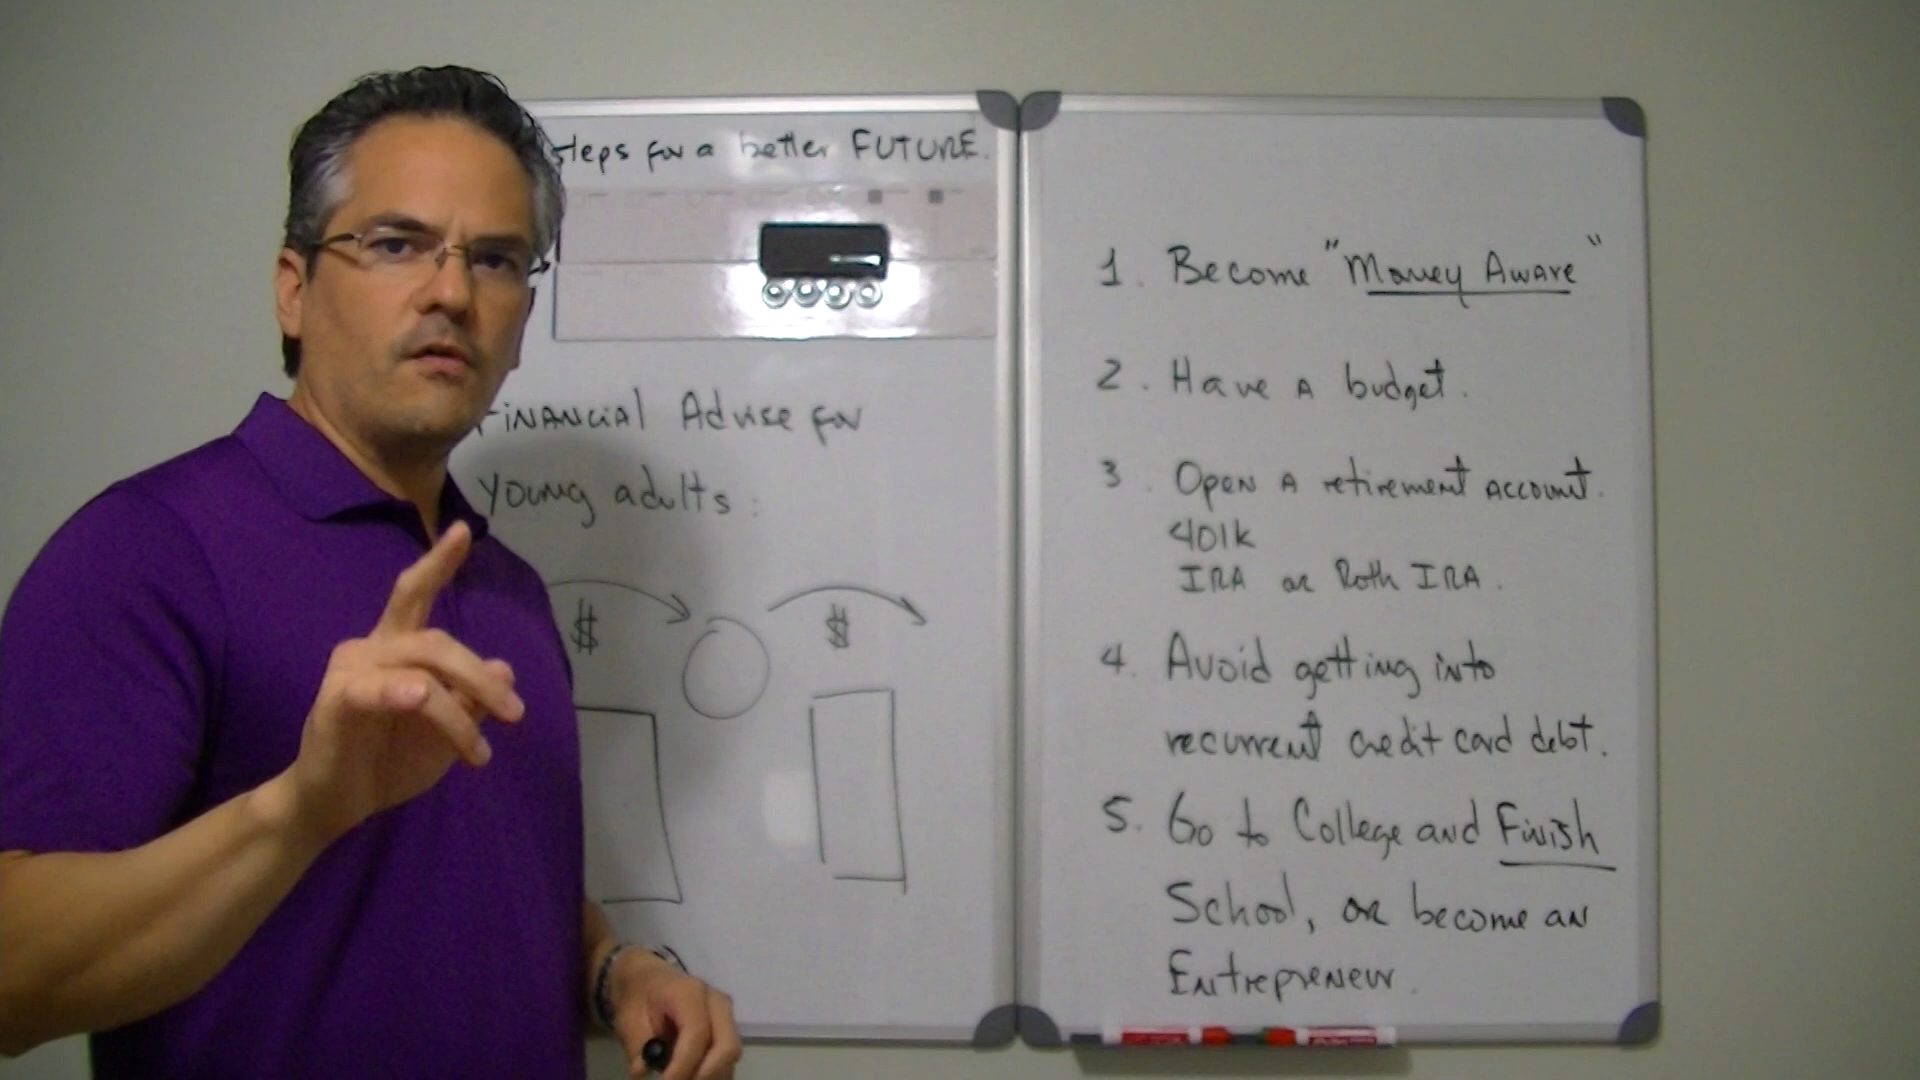 steps for a better FUTURE.
Financial Advise for
young adults:
$ $
1. Become "Money Aware"
2. Have a budget.
3. Open a retirement account.
401k
IRA or Roth IRA.
4. Avoid getting into
recurrent credit card debt.
5. Go to College and Finish
School, or become an
Entrepreneur.